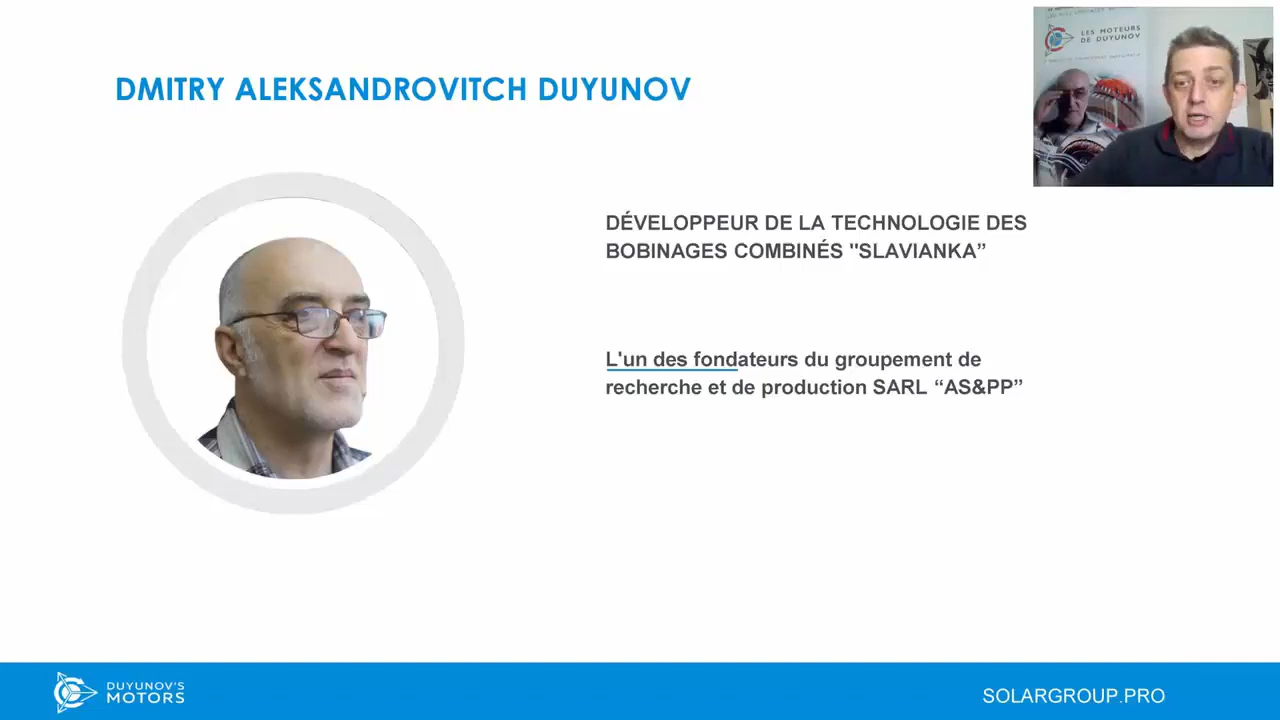 DMITRY ALEKSANDROVITCH DUYUNOV
LES MOTEURS
DE DUYUNOV
DÉVELOPPEUR DE LA TECHNOLOGIE DES
BOBINAGES COMBINÉS "SLAVIANKA”
L'un des fondateurs du groupement de
recherche et de production SARL “AS&PP”
DUYUNOV'S
MOTORS
SOLARGROUP.PRO